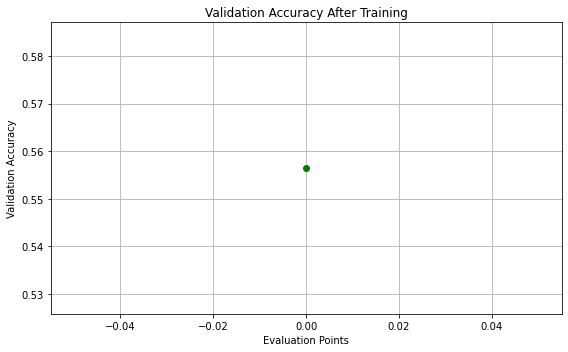 Validation Accuracy After Training
0.58
0.57
0.56
0.55
0.54
0.53
Validation Accuracy
−0.04 −0.02 0.00 0.02 0.04
Evaluation Points